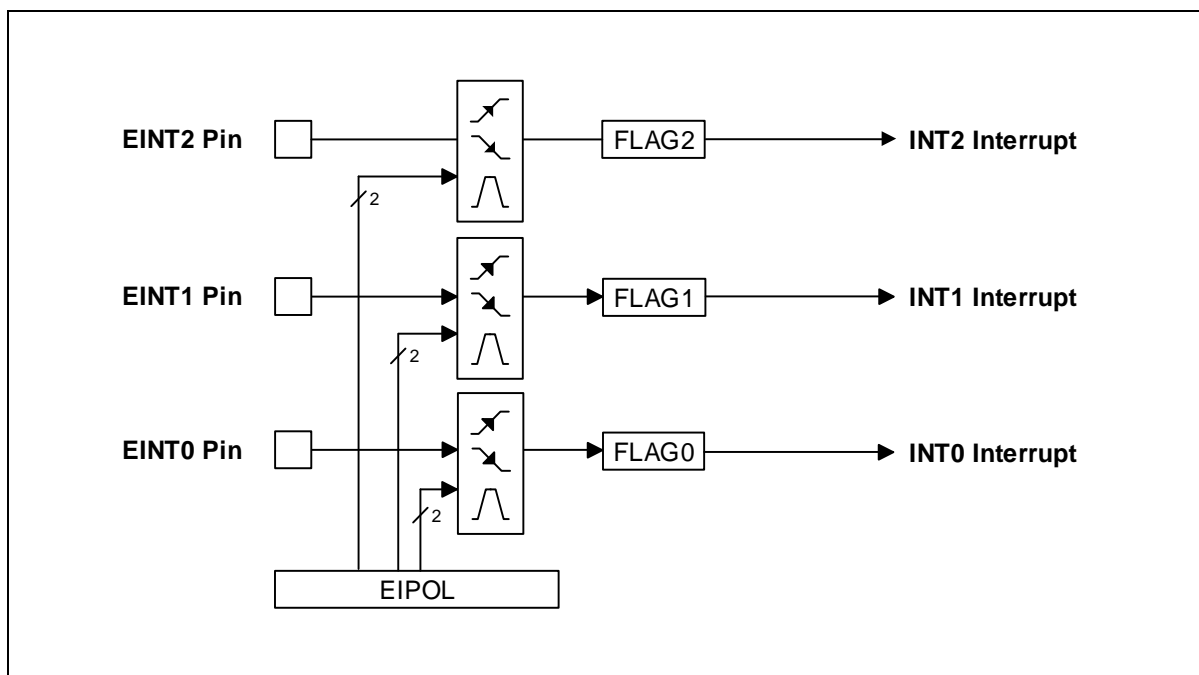 EINT2 Pin FLAG2 INT2 Interrupt
2
EINT1 Pin FLAG1 INT1 Interrupt
2
EINT0 Pin FLAG0 INT0 Interrupt
2
EIPOL